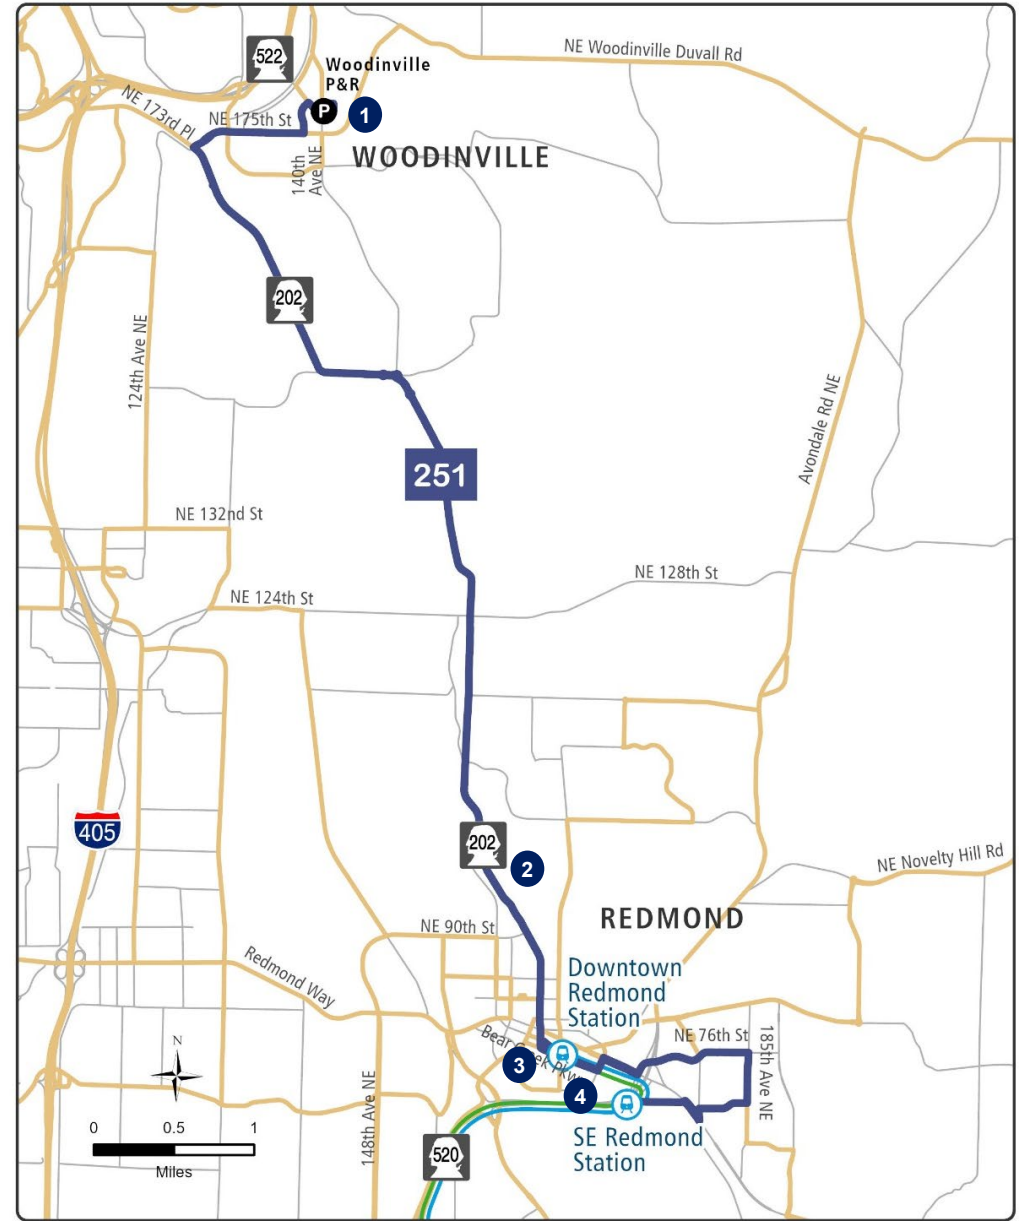 NE Woodinville Duvall Rd
522
Woodinville
P&R
P
1
NE 173rd Pl
NE 175th St
WOODINVILLE
140th
Ave NE
202
124th Ave NE
Avondale Rd NE
251
NE 132nd St
NE 128th St
NE 124th St
405
202
2
NE Novelty Hill Rd
REDMOND
NE 90th St
Redmond Way
Downtown
Redmond
Station
Bear Creek Pkwy
NE 76th St
185th Ave NE
N
3
4
148th Ave NE
0 0.5 1
Miles
520
SE Redmond
Station